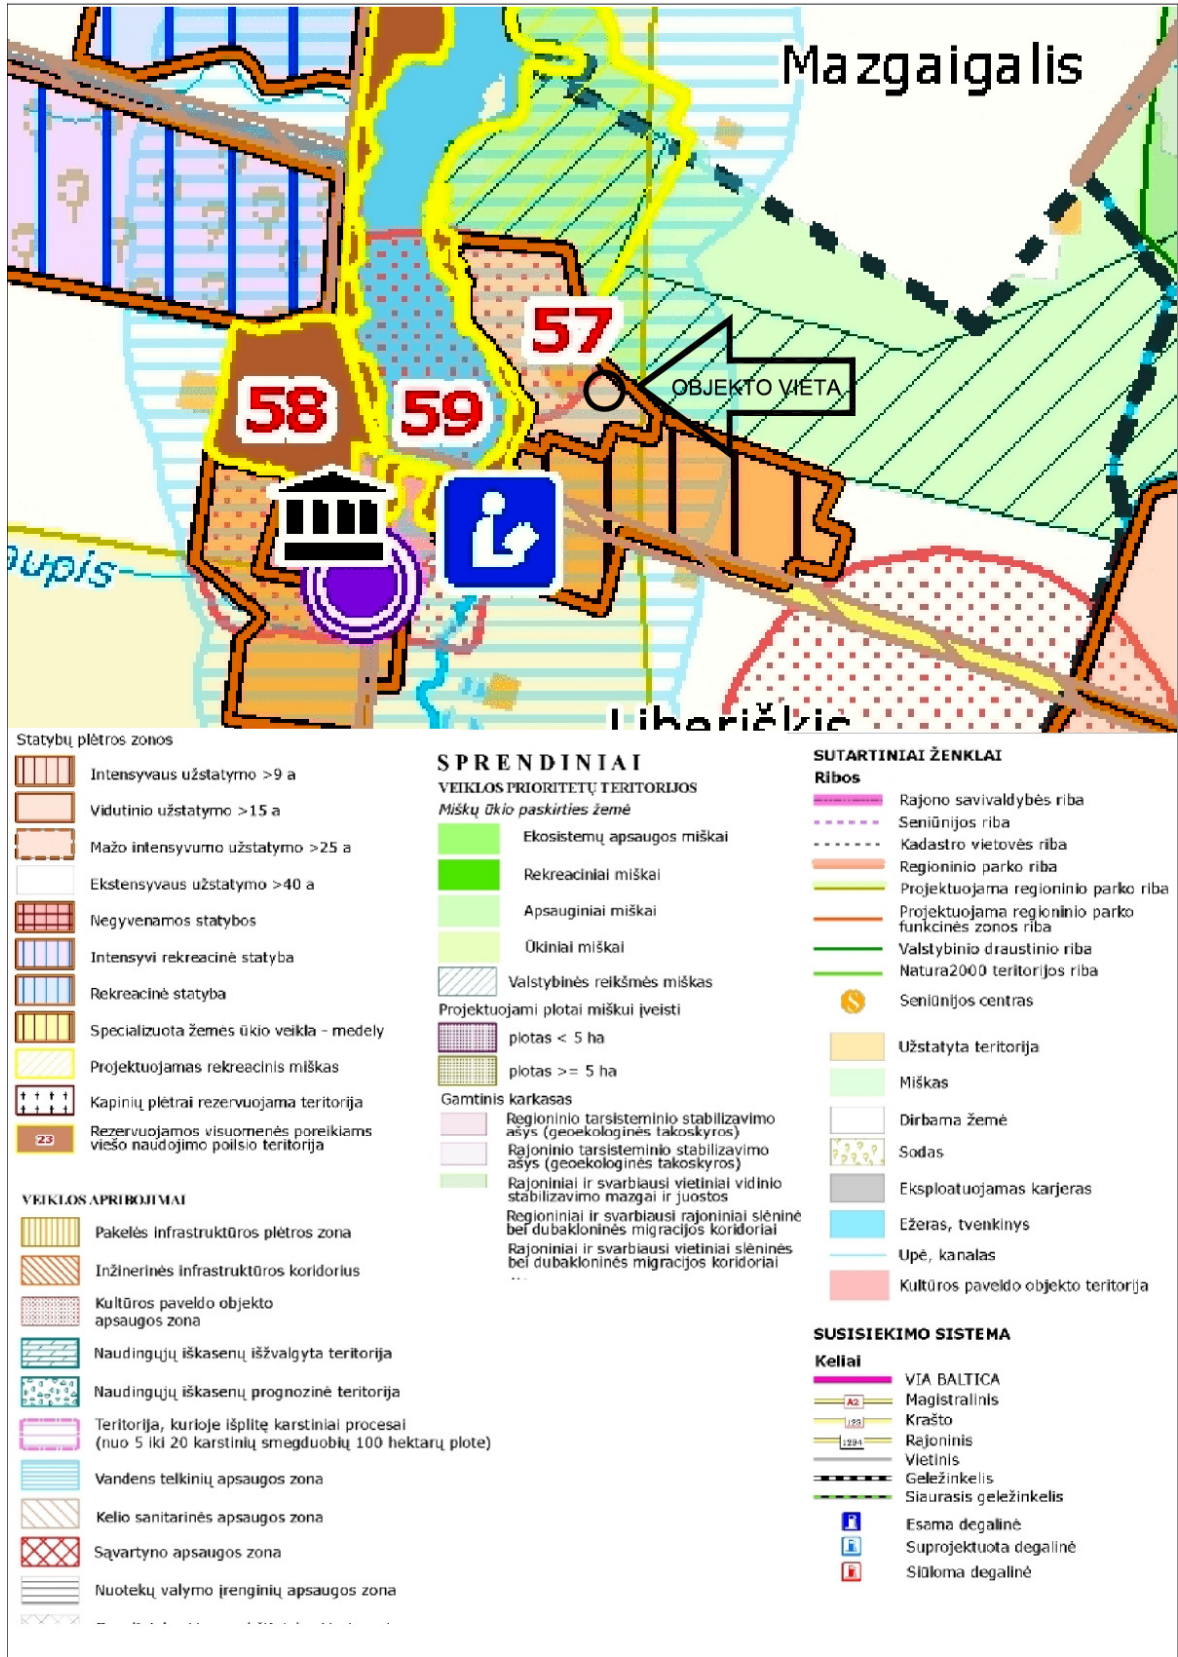 Mazgaigalis
57
OBJEKTO VIETA
58
59
upis
Statybų plėtros zonos
Intensyvaus užstatymo >9 a
Vidutinio užstatymo >15 a
Mažo intensyvumo užstatymo >25 a
Ekstensyvaus užstatymo >40 a
Negyvenamos statybos
Intensyvi rekreacinė statyba
Rekreacinė statyba
Specializuota žemės ūkio veikla - medely
Projektuojamas rekreacinis miškas
Kapinių plėtrai rezervuojama teritorija
23
Rezervuojamos visuomenės poreikiams
viešo naudojimo poilsio teritorija
VEIKLOS APRIBOJIMAI
Pakelės infrastruktūros plėtros zona
Inžinerinės infrastruktūros koridorius
Kultūros paveldo objekto
apsaugos zona
Naudingųjų iškasenų išžvalgyta teritorija
Naudingųjų iškasenų prognozinė teritorija
Teritorija, kurioje išplitę karstiniai procesai
(nuo 5 iki 20 karstinių smegduobių 100 hektarų plote)
Vandens telkinių apsaugos zona
Kelio sanitarinės apsaugos zona
Sąvartyno apsaugos zona
Nuotekų valymo įrenginių apsaugos zona
SPRENDINIAI
VEIKLOS PRIORITETŲ TERITORIJOS
Miškų ūkio paskirties žemė
Ekosistemų apsaugos miškai
Rekreaciniai miškai
Apsauginiai miškai
Ūkiniai miškai
Valstybinės reikšmės miškas
Projektuojami plotai miškui įveisti
plotas < 5 ha
plotas >= 5 ha
Gamtinis karkasas
Regioninio tarsisteminio stabilizavimo
ašys (geoekologinės takoskyros)
Rajoninio tarsisteminio stabilizavimo
ašys (geoekologinės takoskyros)
Rajoniniai ir svarbiausi vietiniai vidinio
stabilizavimo mazgai ir juostos
Regioniniai ir svarbiausi rajoniniai slėninė
bei dubakloninės migracijos koridoriai
Rajoniniai ir svarbiausi vietiniai slėninės
bei dubakloninės migracijos koridoriai
SUTARTINIAI ŽENKLAI
Ribos
Rajono savivaldybės riba
Seniūnijos riba
Kadastro vietovės riba
Regioninio parko riba
Projektuojama regioninio parko riba
Projektuojama regioninio parko
funkcinės zonos riba
Valstybinio draustinio riba
Natura2000 teritorijos riba
S
Seniūnijos centras
Užstatyta teritorija
Miškas
Dirbama žemė
Sodas
Eksploatuojamas karjeras
Ežeras, tvenkinys
Upė, kanalas
Kultūros paveldo objekto teritorija
SUSISIEKIMO SISTEMA
Keliai
VIA BALTICA
A2 Magistralinis
123 Krašto
1294 Rajoninis
Vietinis
Geležinkelis
Siaurasis geležinkelis
Esama degalinė
Suprojektuota degalinė
Siūloma degalinė